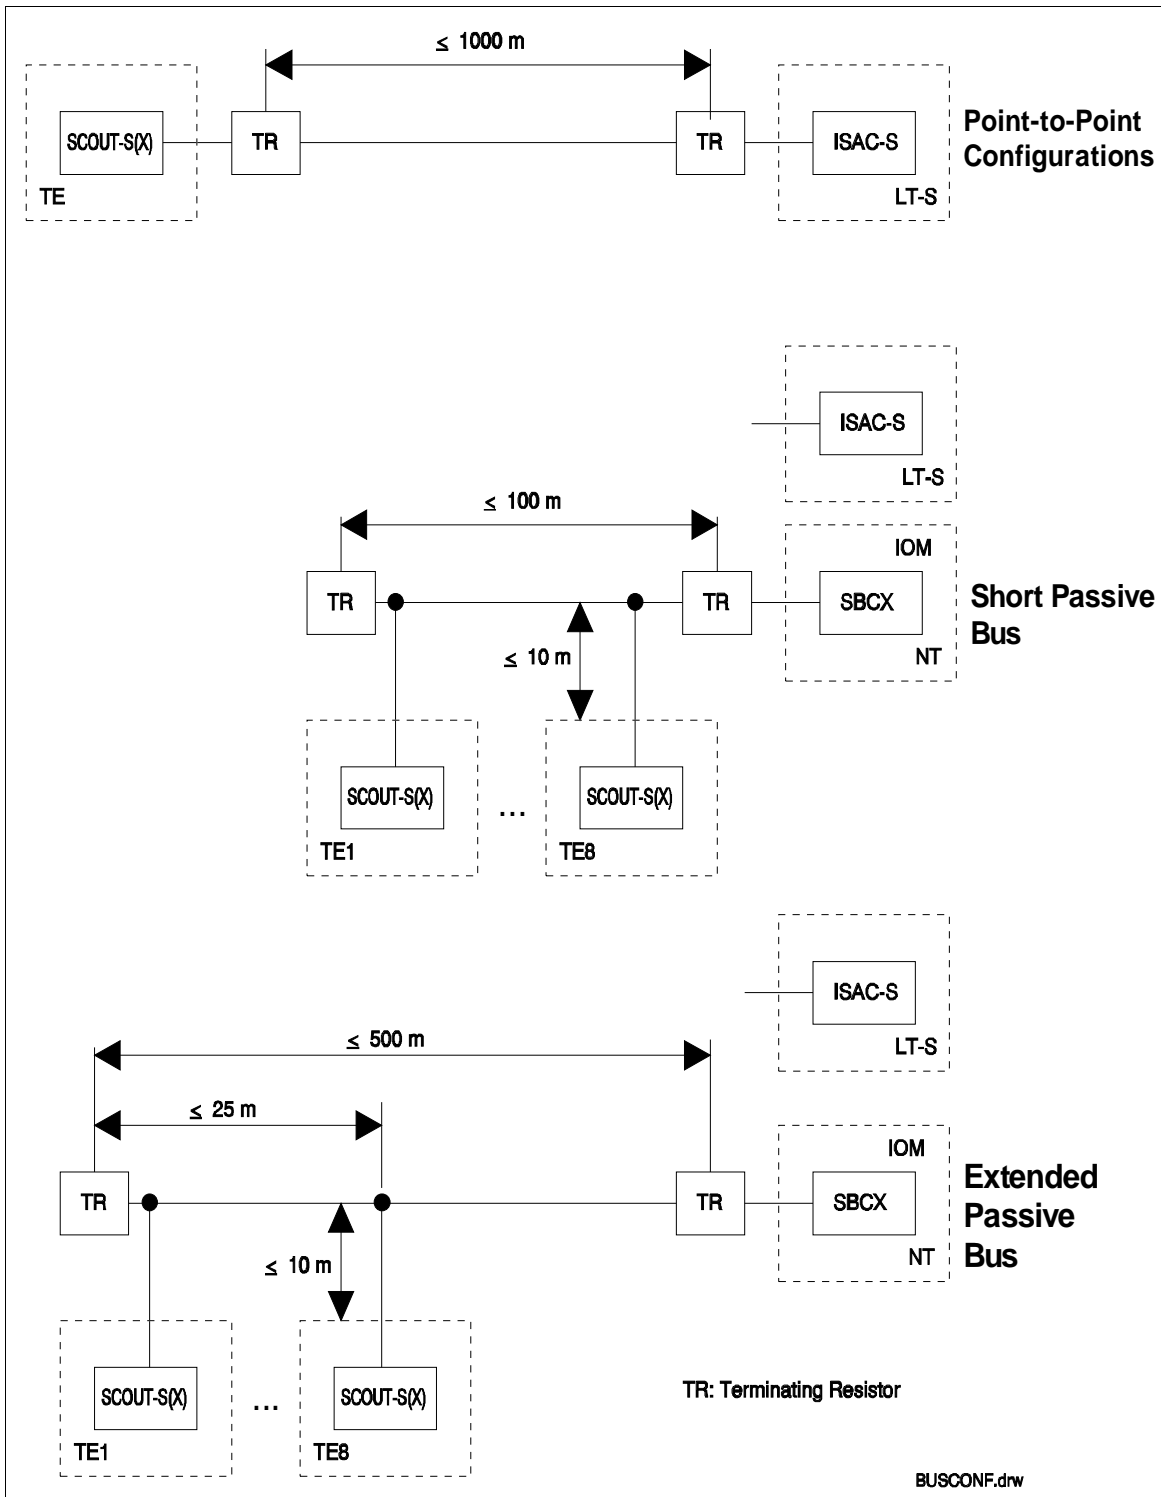 ≤ 1000 m
SCOUT-S(X)
TR
TR
ISAC-S
TE
LT-S
Point-to-Point
Configurations
ISAC-S
LT-S
≤ 100 m
IOM
TR
TR
SBCX
NT
Short Passive
Bus
≤ 10 m
SCOUT-S(X)
...
SCOUT-S(X)
TE1
TE8
ISAC-S
LT-S
≤ 500 m
≤ 25 m
IOM
TR
TR
SBCX
NT
Extended
Passive
Bus
≤ 10 m
SCOUT-S(X)
...
SCOUT-S(X)
TE1
TE8
TR: Terminating Resistor
BUSCONF.drw